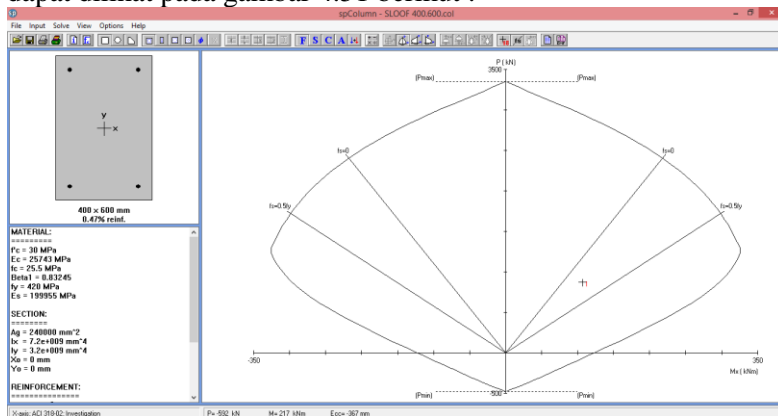 dapat dilihat pada gambar 4.31 berikut :
spColumn - SLOOF 400.600.col
File Input Solve View Options Help
F S C A
P ( kN)
3500
(Pmax) (Pmax)
fs=0 fs=0
fs=0.5fy fs=0.5fy
1
-350 350
Mx ( kNm)
(Pmin) -500 (Pmin)
y
x
400 x 600 mm
0.47% reinf.
MATERIAL:
=========
f'c = 30 MPa
Ec = 25743 MPa
fc = 25.5 MPa
Beta1 = 0.83245
fy = 420 MPa
Es = 199955 MPa
SECTION:
========
Ag = 240000 mm^2
Ix = 7.2e+009 mm^4
Iy = 3.2e+009 mm^4
Xo = 0 mm
Yo = 0 mm
REINFORCEMENT:
==============
X-axis: ACI 318-02; Investigation P= -592 kN M= 217 kNm Ecc= -367 mm